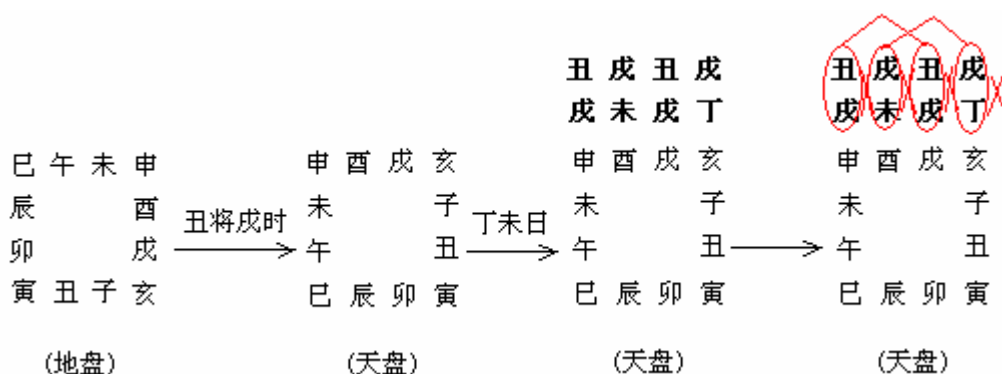 丑 戌 丑 戌 丑 戌 丑 戌
戌 未 戌 丁 戌 未 戌 丁
巳 午 未 申 申 酉 戌 亥 申 酉 戌 亥 申 酉 戌 亥
辰 酉 丑将戌时 未 子 丁未日 未 子 未 子
卯 戌 午 丑 午 丑 午 丑
寅 丑 子 亥 巳 辰 卯 寅 巳 辰 卯 寅 巳 辰 卯 寅
(地盘) (天盘) (天盘) (天盘)